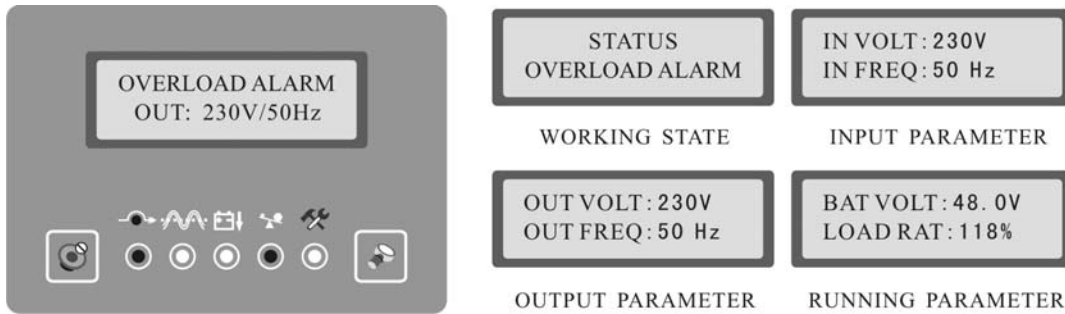 OVERLOAD ALARM
OUT: 230V/50Hz
STATUS
OVERLOAD ALARM
WORKING STATE
IN VOLT:230V
IN FREQ:50 Hz
INPUT PARAMETER
OUT VOLT:230V
OUT FREQ:50 Hz
OUTPUT PARAMETER
BAT VOLT:48.0V
LOAD RAT:118%
RUNNING PARAMETER